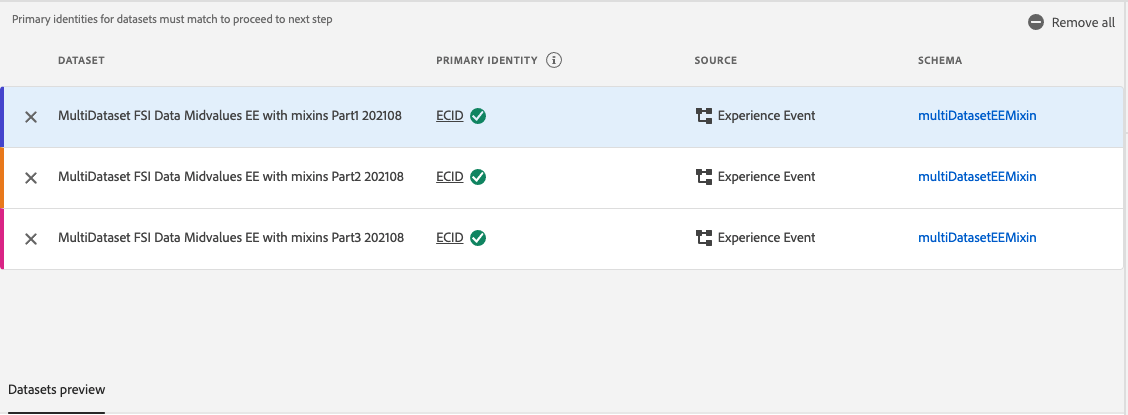 Primary identities for datasets must match to proceed to next step
Remove all
DATASET PRIMARY IDENTITY SOURCE SCHEMA
MultiDataset FSI Data Midvalues EE with mixins Part1 202108 ECID Experience Event multiDatasetEEMixin
MultiDataset FSI Data Midvalues EE with mixins Part2 202108 ECID Experience Event multiDatasetEEMixin
MultiDataset FSI Data Midvalues EE with mixins Part3 202108 ECID Experience Event multiDatasetEEMixin
Datasets preview